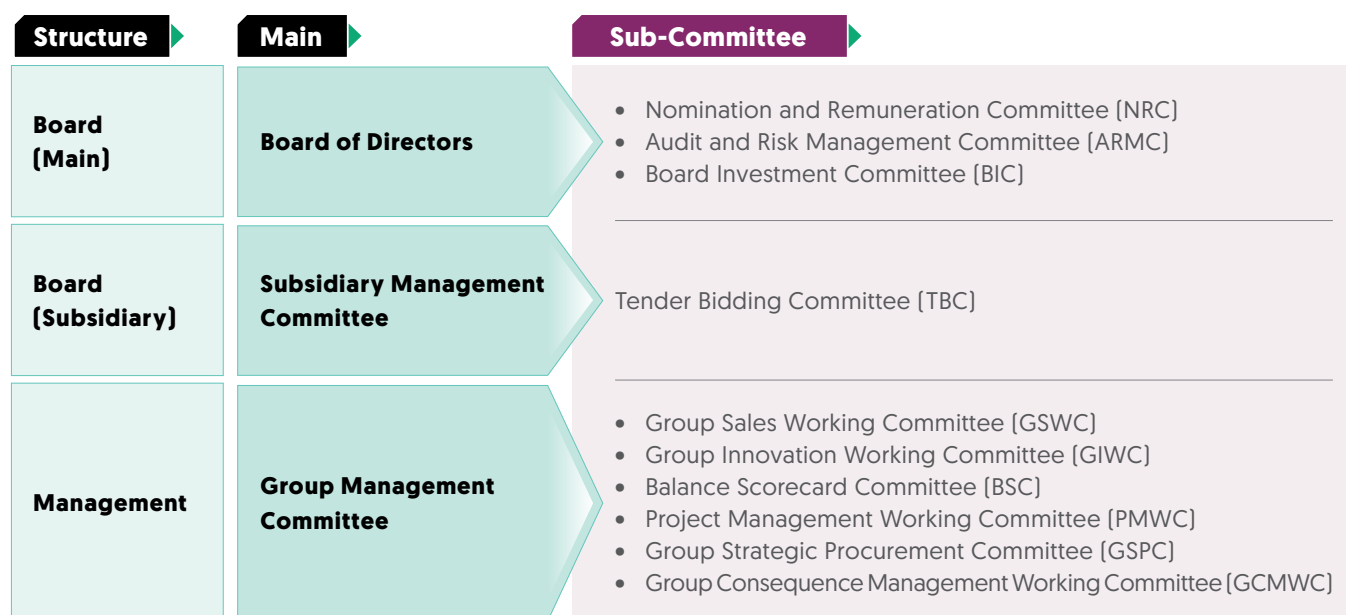 Structure
Main
Sub-Committee
Board
(Main)
Board of Directors
• Nomination and Remuneration Committee (NRC)
• Audit and Risk Management Committee (ARMC)
• Board Investment Committee (BIC)
Board
(Subsidiary)
Subsidiary Management
Committee
Tender Bidding Committee (TBC)
Management
Group Management
Committee
• Group Sales Working Committee (GSWC)
• Group Innovation Working Committee (GIWC)
• Balance Scorecard Committee (BSC)
• Project Management Working Committee (PMWC)
• Group Strategic Procurement Committee (GSPC)
• Group Consequence Management Working Committee (GCMWC)